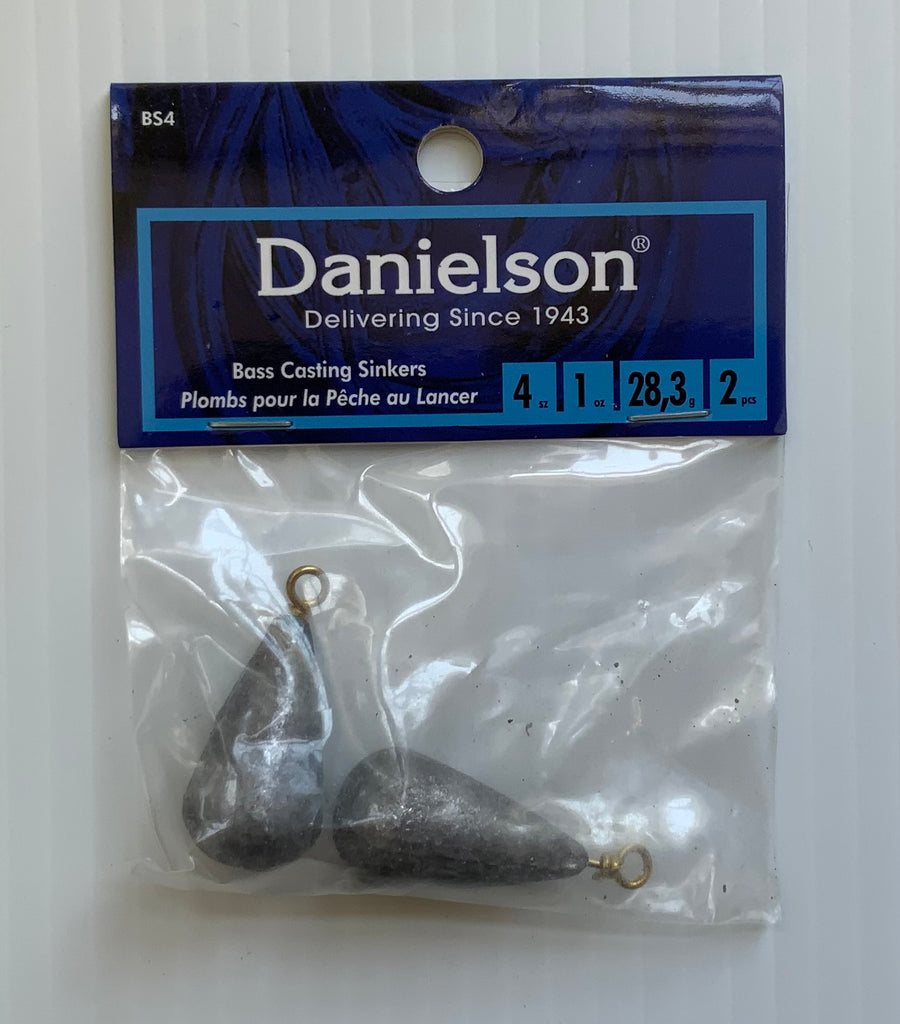 BS4
Danielson®
Delivering Since 1943
Bass Casting Sinkers
Plombs pour la Pêche au Lancer
4 sz 1 oz 28,3 g 2 pcs